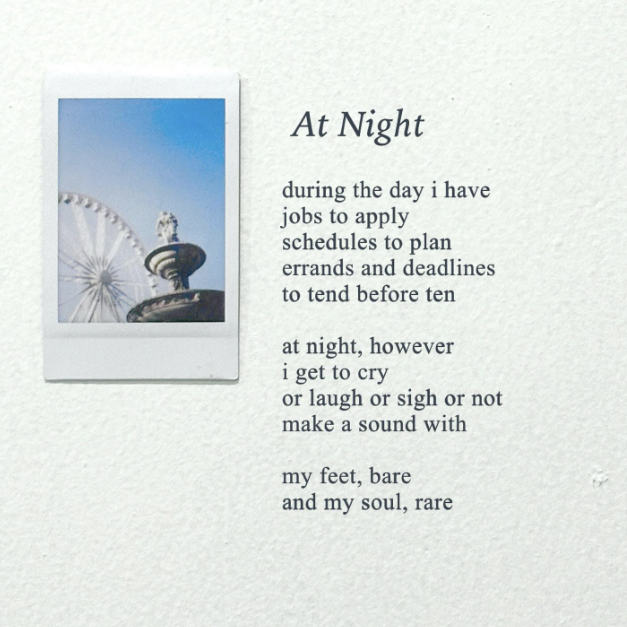 At Night
during the day i have
jobs to apply
schedules to plan
errands and deadlines
to tend before ten
at night, however
i get to cry
or laugh or sigh or not
make a sound with
my feet, bare
and my soul, rare